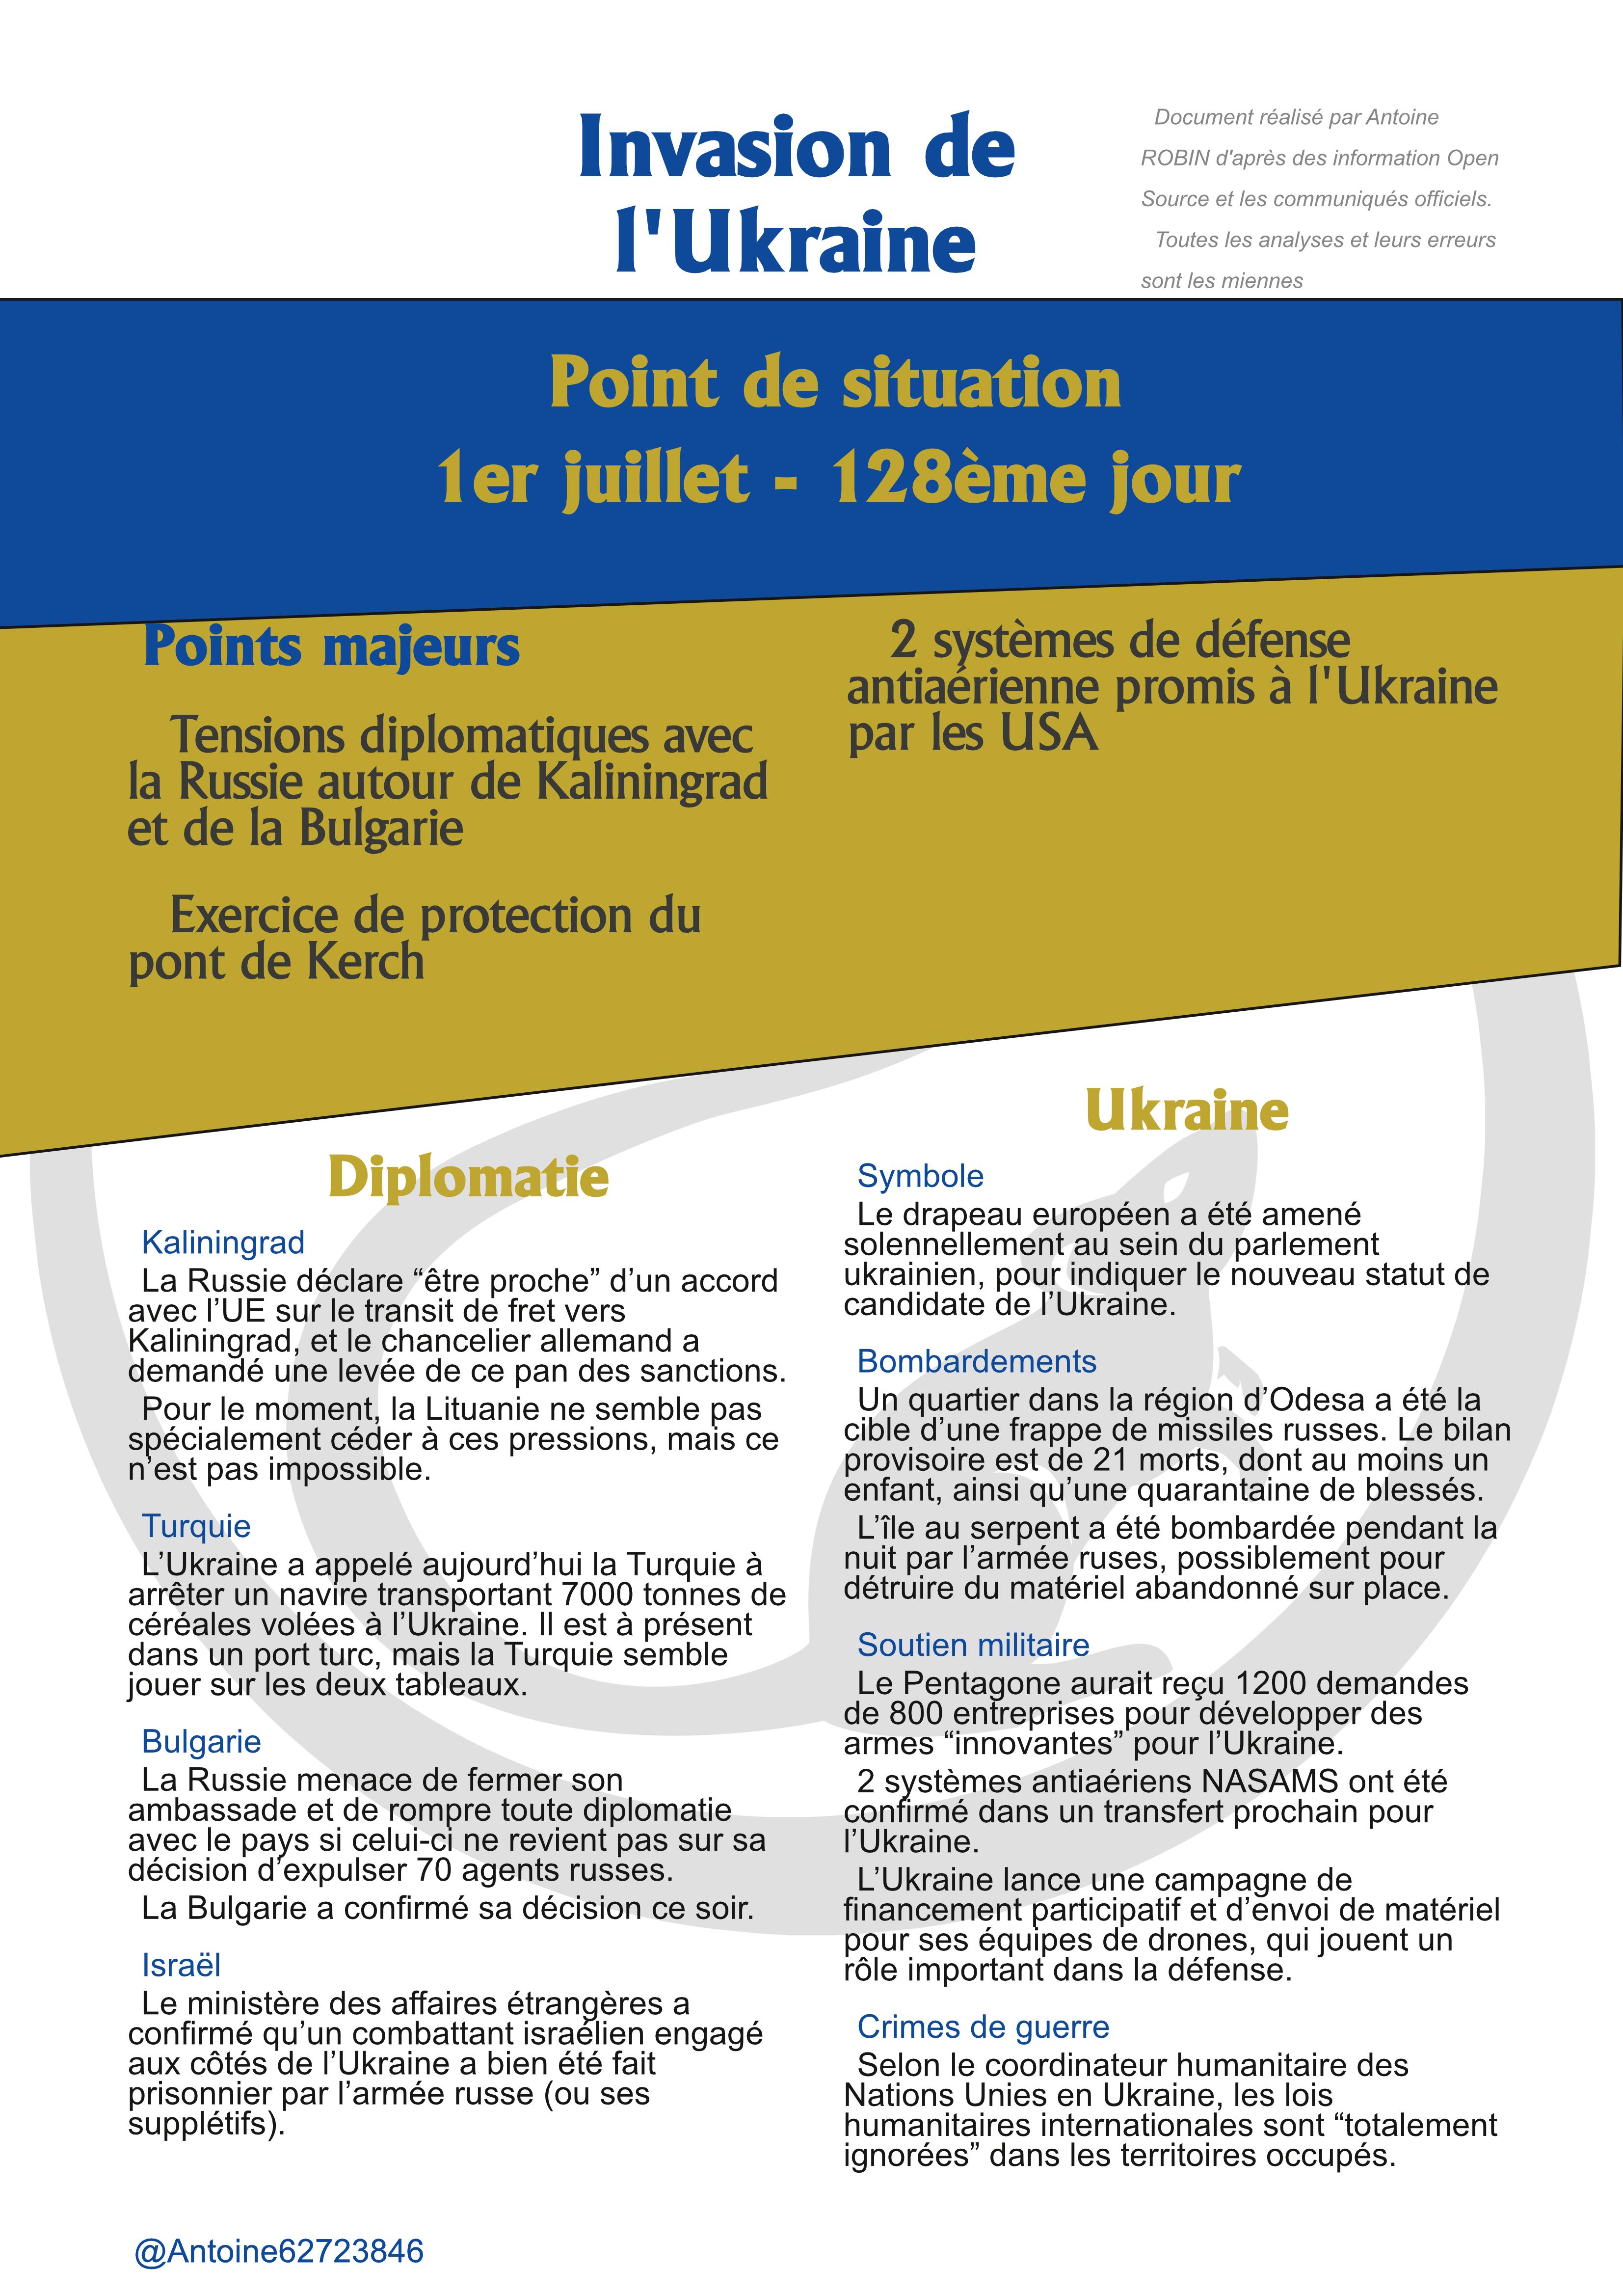 Invasion de
l'Ukraine
Document réalisé par Antoine
ROBIN d'après des information Open
Source et les communiqués officiels.
Toutes les analyses et leurs erreurs
sont les miennes
Point de situation
1er juillet - 128ème jour
Points majeurs
Tensions diplomatiques avec
la Russie autour de Kaliningrad
et de la Bulgarie
Exercice de protection du
pont de Kerch
2 systèmes de défense
antiaérienne promis à l'Ukraine
par les USA
Diplomatie
Kaliningrad
La Russie déclare “être proche” d’un accord
avec l’UE sur le transit de fret vers
Kaliningrad, et le chancelier allemand a
demandé une levée de ce pan des sanctions.
Pour le moment, la Lituanie ne semble pas
spécialement céder à ces pressions, mais ce
n’est pas impossible.
Turquie
L’Ukraine a appelé aujourd’hui la Turquie à
arrêter un navire transportant 7000 tonnes de
céréales volées à l’Ukraine. Il est à présent
dans un port turc, mais la Turquie semble
jouer sur les deux tableaux.
Bulgarie
La Russie menace de fermer son
ambassade et de rompre toute diplomatie
avec le pays si celui-ci ne revient pas sur sa
décision d’expulser 70 agents russes.
La Bulgarie a confirmé sa décision ce soir.
Israël
Le ministère des affaires étrangères a
confirmé qu’un combattant israélien engagé
aux côtés de l’Ukraine a bien été fait
prisonnier par l’armée russe (ou ses
supplétifs).
Ukraine
Symbole
Le drapeau européen a été amené
solennellement au sein du parlement
ukrainien, pour indiquer le nouveau statut de
candidate de l’Ukraine.
Bombardements
Un quartier dans la région d’Odesa a été la
cible d’une frappe de missiles russes. Le bilan
provisoire est de 21 morts, dont au moins un
enfant, ainsi qu’une quarantaine de blessés.
L’île au serpent a été bombardée pendant la
nuit par l’armée ruses, possiblement pour
détruire du matériel abandonné sur place.
Soutien militaire
Le Pentagone aurait reçu 1200 demandes
de 800 entreprises pour développer des
armes “innovantes” pour l’Ukraine.
2 systèmes antiaériens NASAMS ont été
confirmé dans un transfert prochain pour
l’Ukraine.
L’Ukraine lance une campagne de
financement participatif et d’envoi de matériel
pour ses équipes de drones, qui jouent un
rôle important dans la défense.
Crimes de guerre
Selon le coordinateur humanitaire des
Nations Unies en Ukraine, les lois
humanitaires internationales sont “totalement
ignorées” dans les territoires occupés.
@Antoine62723846